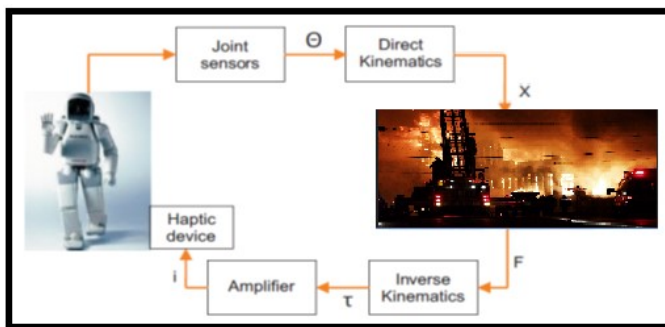 Joint
sensors
Θ
Direct
Kinematics
X
Haptic
device
i
Amplifier
τ
Inverse
Kinematics
F